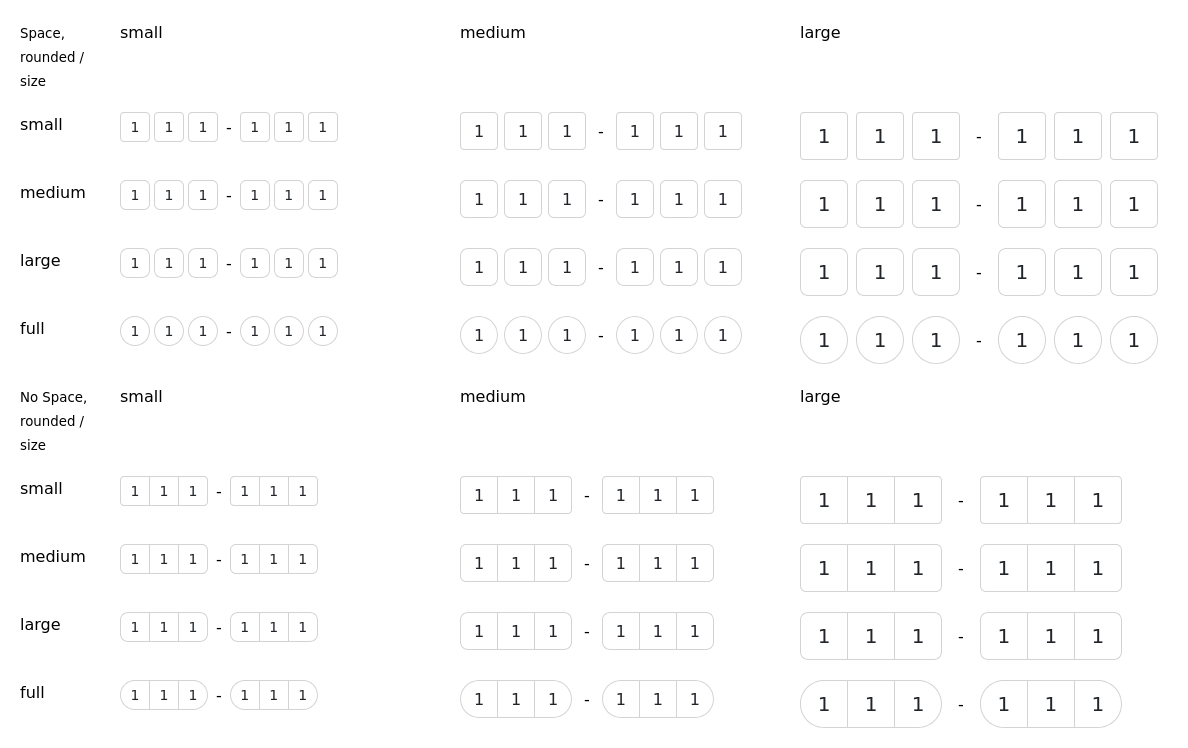 Space, rounded / size small medium large
small 1 1 1 - 1 1 1 1 1 1 - 1 1 1 1 1 1 - 1 1 1
medium 1 1 1 - 1 1 1 1 1 1 - 1 1 1 1 1 1 - 1 1 1
large 1 1 1 - 1 1 1 1 1 1 - 1 1 1 1 1 1 - 1 1 1
full 1 1 1 - 1 1 1 1 1 1 - 1 1 1 1 1 1 - 1 1 1
No Space, rounded / size small medium large
small 1 1 1 - 1 1 1 1 1 1 - 1 1 1 1 1 1 - 1 1 1
medium 1 1 1 - 1 1 1 1 1 1 - 1 1 1 1 1 1 - 1 1 1
large 1 1 1 - 1 1 1 1 1 1 - 1 1 1 1 1 1 - 1 1 1
full 1 1 1 - 1 1 1 1 1 1 - 1 1 1 1 1 1 - 1 1 1